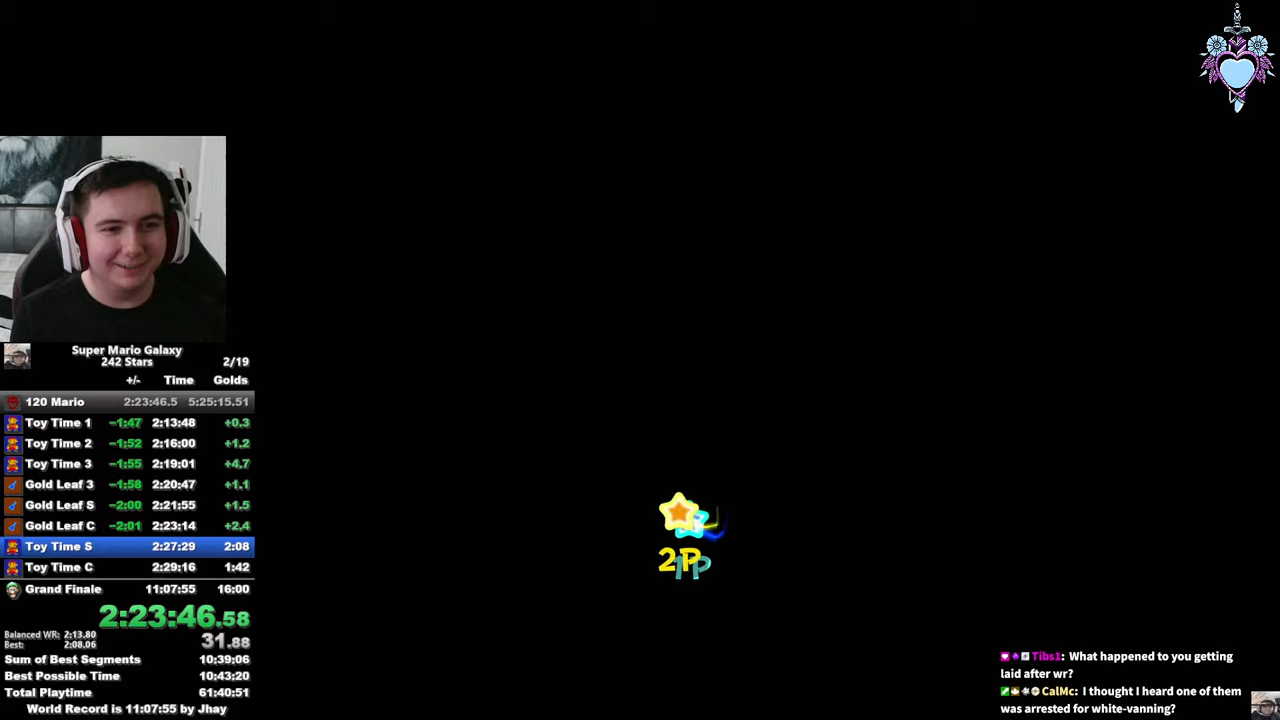 Super Mario Galaxy
242 Stars 2/19
+/- Time Golds
120 Mario 2:23:46.5 5:25:15.51
Toy Time 1 −1:47 2:13:48 +0.3
Toy Time 2 −1:52 2:16:00 +1.2
Toy Time 3 −1:55 2:19:01 +4.7
Gold Leaf 3 −1:58 2:20:47 +1.1
Gold Leaf S −2:00 2:21:55 +1.5
Gold Leaf C −2:01 2:23:14 +2.4
Toy Time S 2:27:29 2:08
Toy Time C 2:29:16 1:42
Grand Finale 11:07:55 16:00
2:23:46.58
Balanced WR: 2:13.80
Best: 2:08.06
31.88
Sum of Best Segments 10:39:06
Best Possible Time 10:43:20
Total Playtime 61:40:51
World Record is 11:07:55 by Jhay
2P
1P
Tibs1: What happened to you getting
laid after wr?
CalMc: I thought I heard one of them
was arrested for white-vanning?